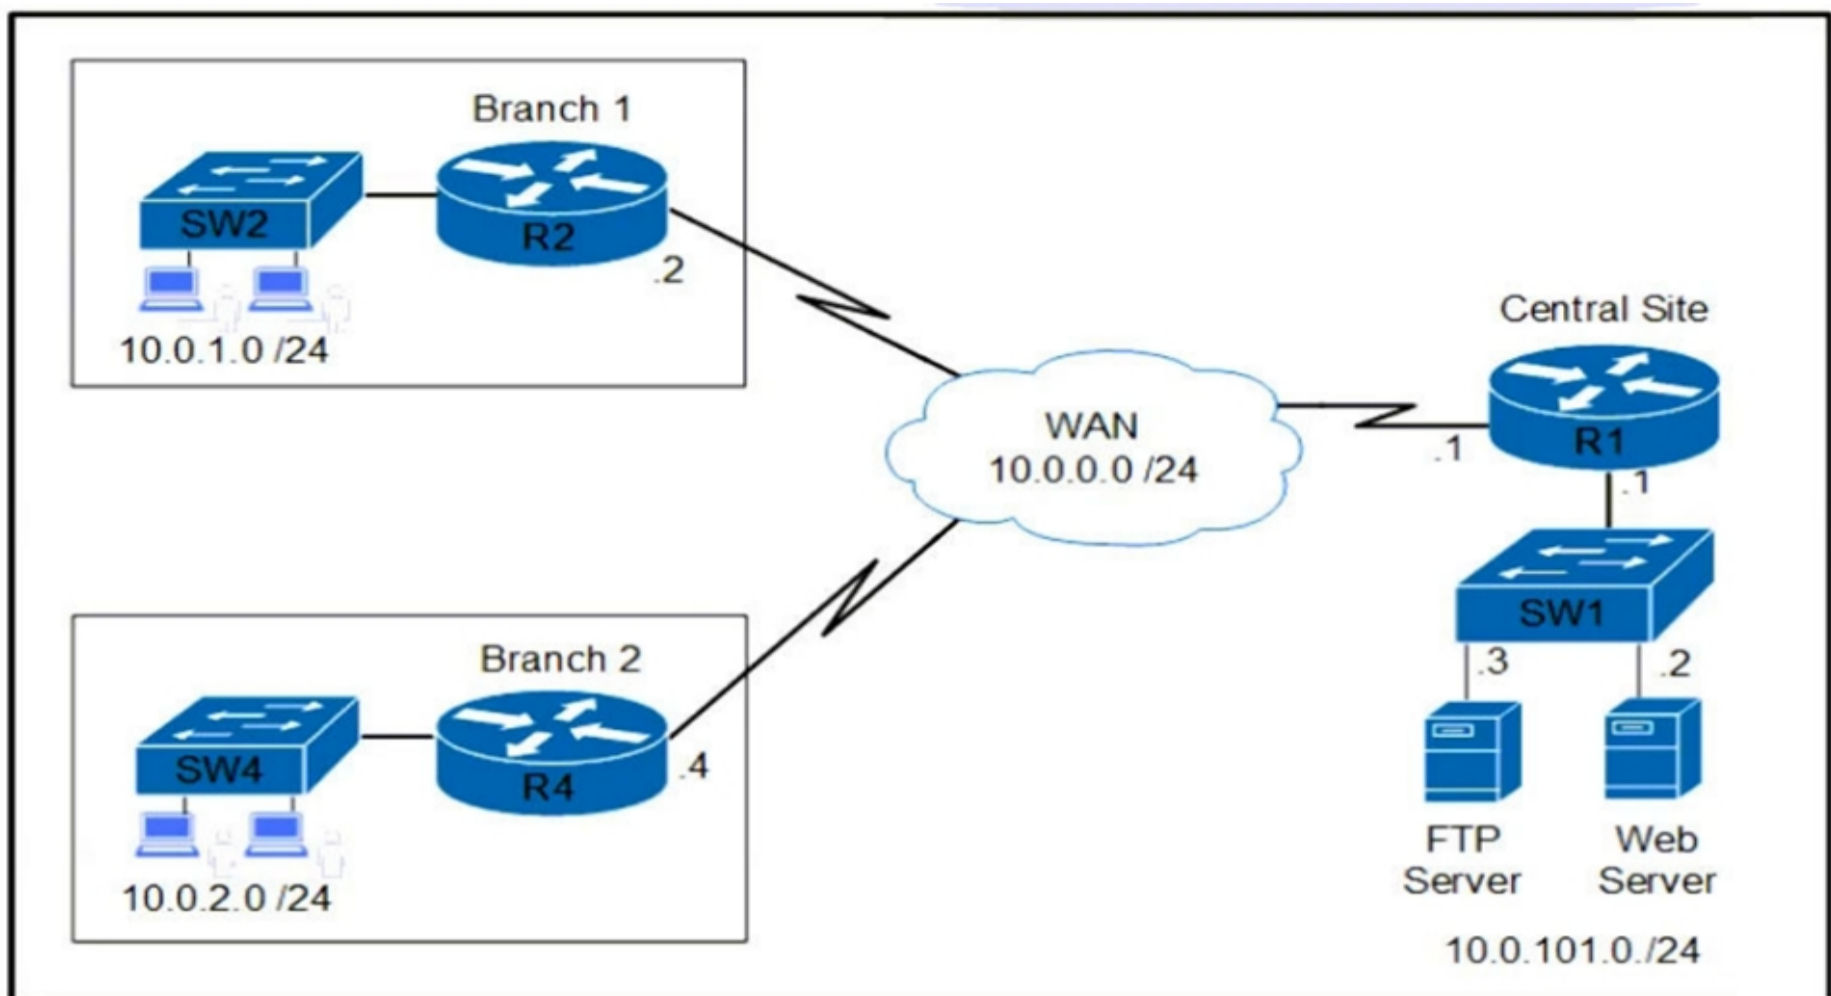 Branch 1
SW2
R2
.2
10.0.1.0 /24
Central Site
WAN
10.0.0.0 /24
.1
R1
.1
SW1
.3
.2
Branch 2
SW4
R4
.4
10.0.2.0 /24
FTP
Server
Web
Server
10.0.101.0./24